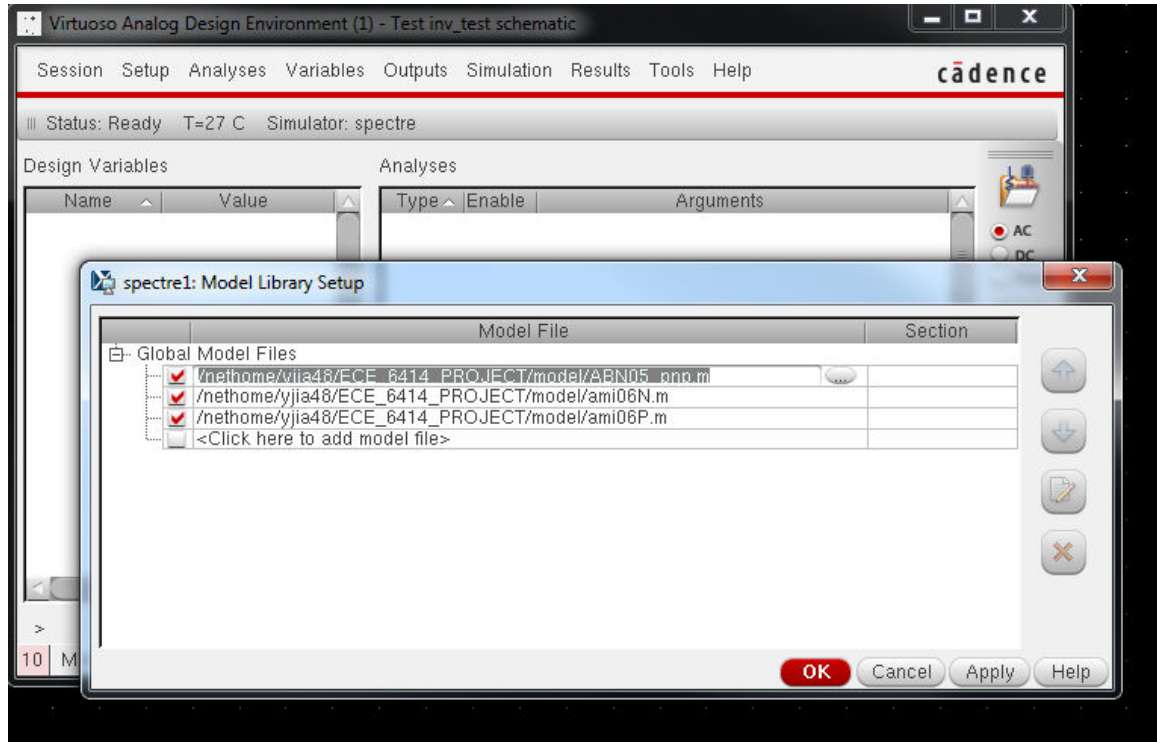 Virtuoso Analog Design Environment (1) - Test inv_test schematic
Session Setup Analyses Variables Outputs Simulation Results Tools Help cādence
Status: Ready T=27 C Simulator: spectre
Design Variables Analyses
Name Value Type Enable Arguments
AC
DC
spectre1: Model Library Setup
Model File Section
Global Model Files
/nethome/yjia48/ECE_6414_PROJECT/model/ABN05_pnp.m
/nethome/yjia48/ECE_6414_PROJECT/model/ami06N.m
/nethome/yjia48/ECE_6414_PROJECT/model/ami06P.m
<Click here to add model file>
>
10 M
OK Cancel Apply Help